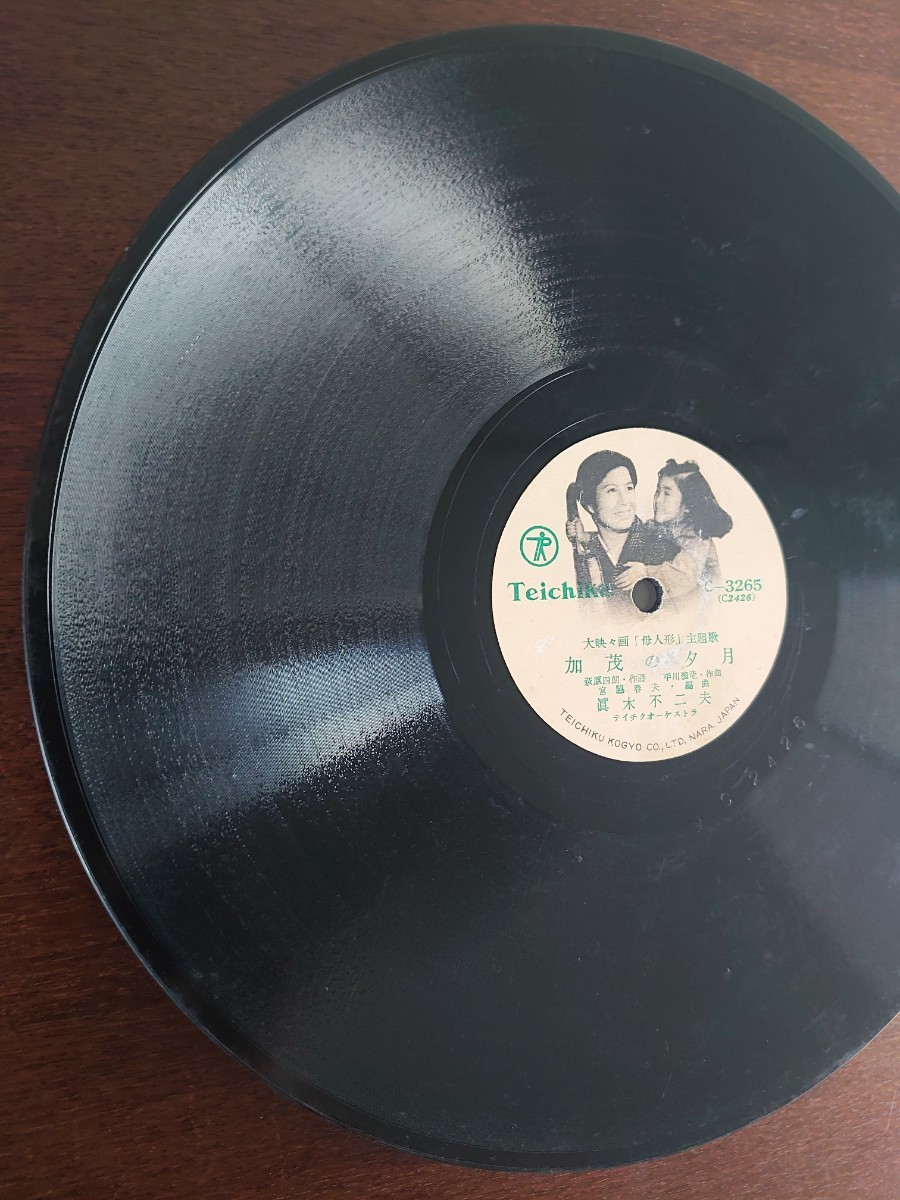 Teichiku
C-3265
(C2426)
大映々画「母人形」主題歌
加茂の夕月
萩原四朗・作詩 平川浪竜・作曲
宮脇春夫・編曲
眞木不二夫
テイチクオーケストラ
TEICHIKU KOGYO CO., LTD. NARA, JAPAN
C-2426